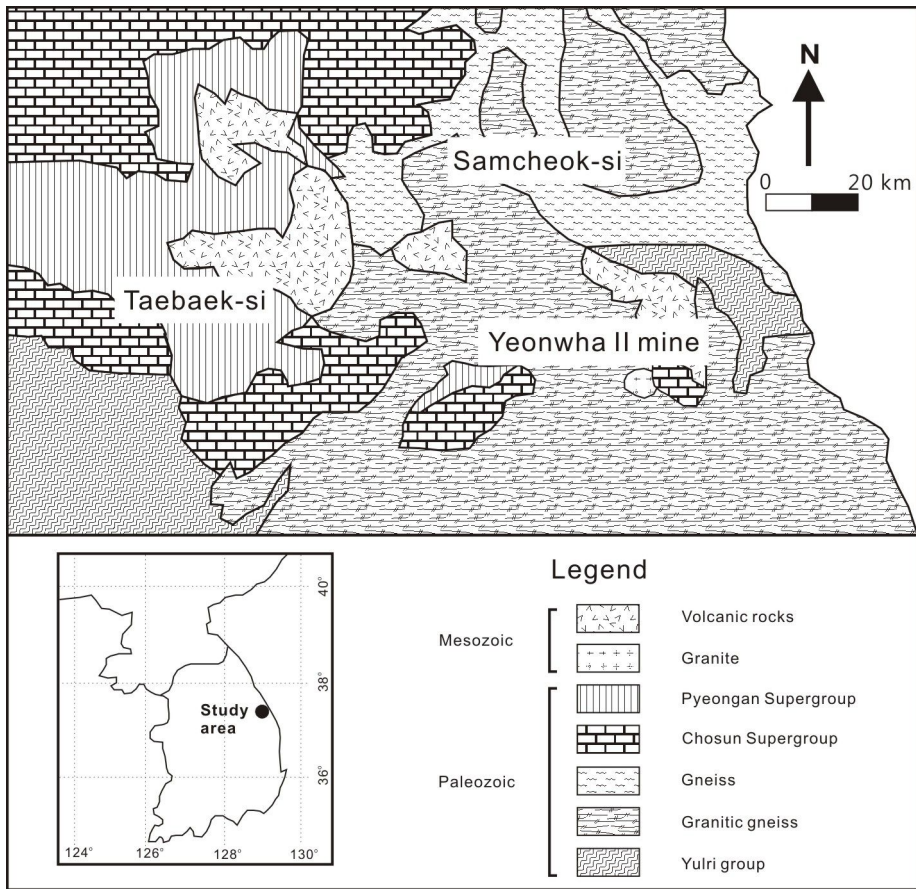 N
Samcheok-si
0 20 km
Taebaek-si
Yeonwha II mine
Legend
Mesozoic
Volcanic rocks
Granite
Paleozoic
Pyeongan Supergroup
Chosun Supergroup
Gneiss
Granitic gneiss
Yulri group
40°
38°
36°
Study
area
124° 126° 128° 130°